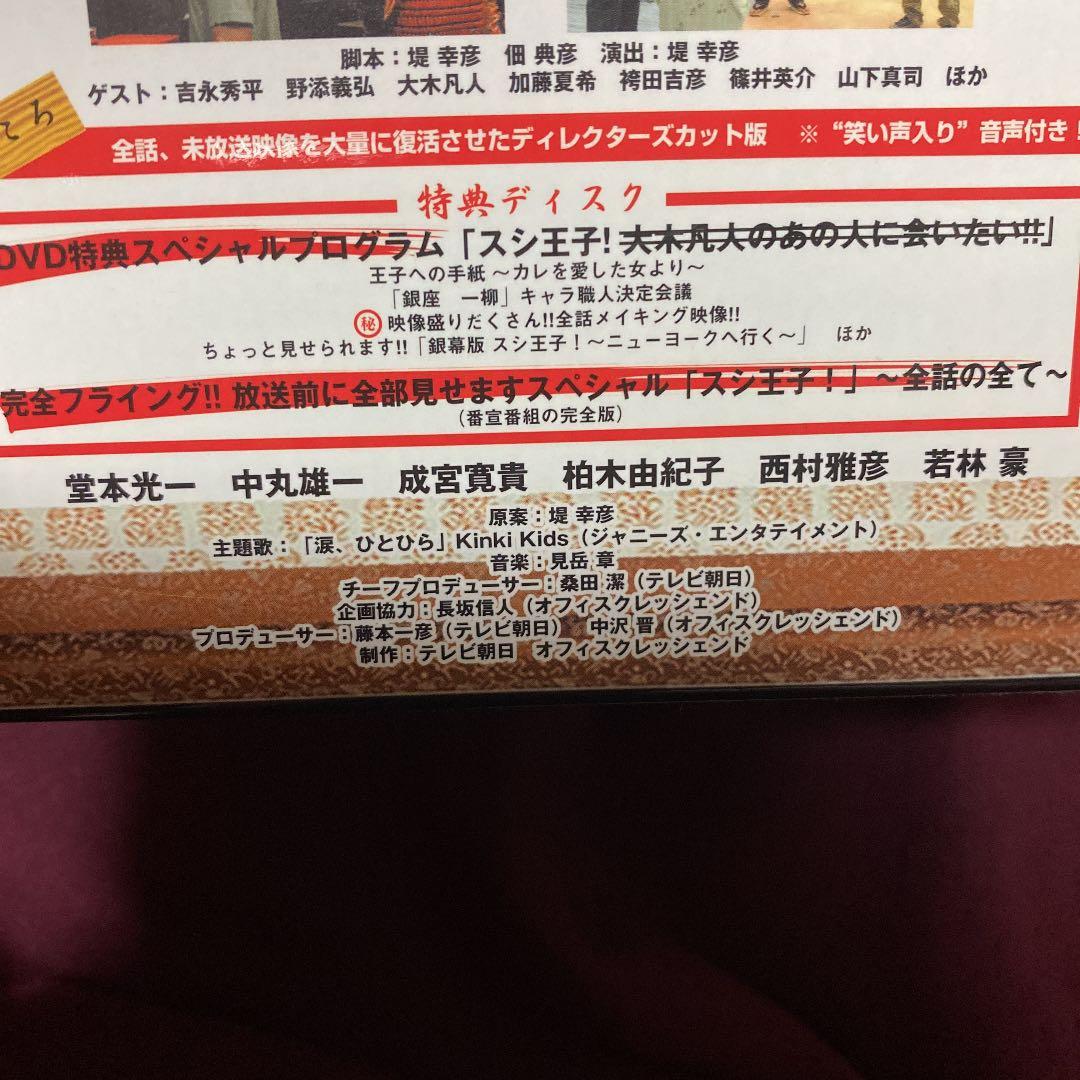 脚本：堤 幸彦　佃 典彦　演出：堤 幸彦
ゲスト：吉永秀平　野添義弘　大木凡人　加藤夏希　袴田吉彦　篠井英介　山下真司　ほか
てろ
全話、未放送映像を大量に復活させたディレクターズカット版　※“笑い声入り”音声付き！
特典ディスク
DVD特典スペシャルプログラム「スシ王子！大木凡人のあの人に会いたい!!」
王子への手紙 〜カレを愛した女より〜
「銀座　一柳」キャラ職人決定会議
㊙ 映像盛りだくさん!!全話メイキング映像!!
ちょっと見せられます!!「銀幕版 スシ王子！〜ニューヨークへ行く〜」　ほか
完全フライング!! 放送前に全部見せますスペシャル「スシ王子！」〜全話の全て〜
（番宣番組の完全版）
堂本光一　中丸雄一　成宮寛貴　柏木由紀子　西村雅彦　若林 豪
原案：堤 幸彦
主題歌：「涙、ひとひら」Kinki Kids（ジャニーズ・エンタテイメント）
音楽：見岳 章
チーフプロデューサー：桑田 潔（テレビ朝日）
企画協力：長坂信人（オフィスクレッシェンド）
プロデューサー：藤本一彦（テレビ朝日）　中沢 晋（オフィスクレッシェンド）
制作：テレビ朝日　オフィスクレッシェンド